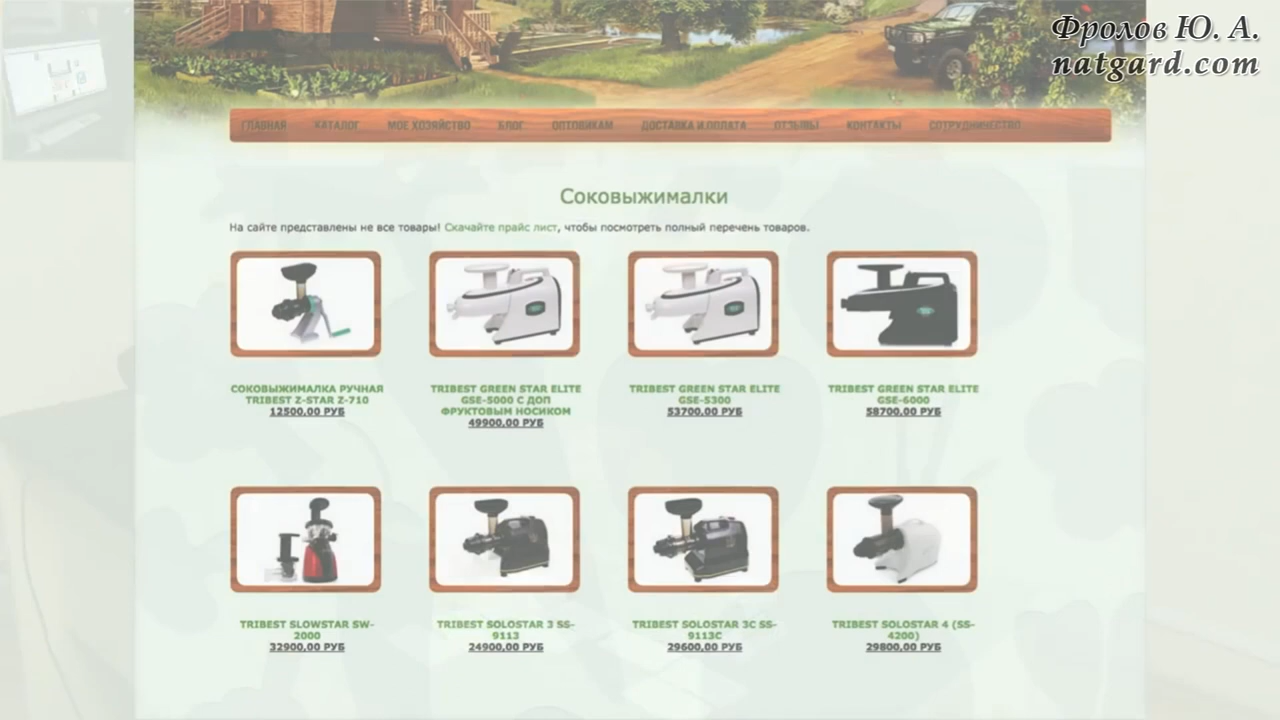 Фролов Ю. А.
natgard.com
ГЛАВНАЯ КАТАЛОГ МОЕ ХОЗЯЙСТВО БЛОГ ОПТОВИКАМ ДОСТАВКА И ОПЛАТА ОТЗЫВЫ КОНТАКТЫ СОТРУДНИЧЕСТВО
Соковыжималки
На сайте представлены не все товары! Скачайте прайс лист, чтобы посмотреть полный перечень товаров.
СОКОВЫЖИМАЛКА РУЧНАЯ
TRIBEST Z-STAR Z-710
12500,00 РУБ
TRIBEST GREEN STAR ELITE
GSE-5000 С ДОП
ФРУКТОВЫМ НОСИКОМ
49900,00 РУБ
TRIBEST GREEN STAR ELITE
GSE-5300
53700,00 РУБ
TRIBEST GREEN STAR ELITE
GSE-6000
58700,00 РУБ
TRIBEST SLOWSTAR SW-
2000
32900,00 РУБ
TRIBEST SOLOSTAR 3 SS-
9113
24900,00 РУБ
TRIBEST SOLOSTAR 3C SS-
9113C
29600,00 РУБ
TRIBEST SOLOSTAR 4 (SS-
4200)
29800,00 РУБ